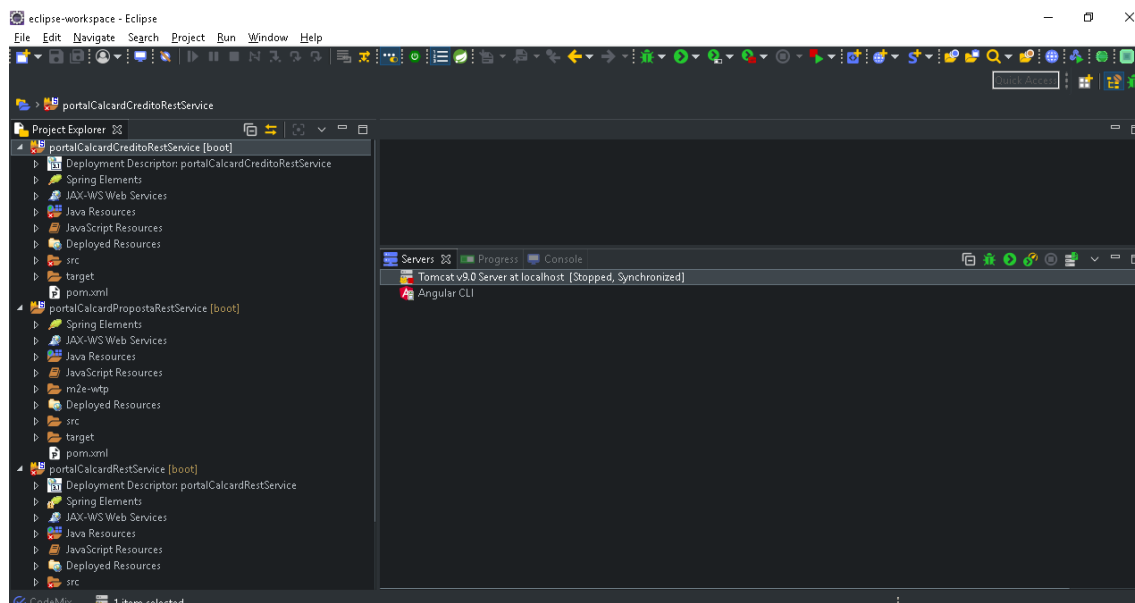 eclipse-workspace - Eclipse
File Edit Navigate Search Project Run Window Help
Quick Access
portalCalcardCreditoRestService
Project Explorer
portalCalcardCreditoRestService [boot]
Deployment Descriptor: portalCalcardCreditoRestService
Spring Elements
JAX-WS Web Services
Java Resources
JavaScript Resources
Deployed Resources
src
target
pom.xml
portalCalcardPropostaRestService [boot]
Spring Elements
JAX-WS Web Services
Java Resources
JavaScript Resources
m2e-wtp
Deployed Resources
src
target
pom.xml
portalCalcardRestService [boot]
Deployment Descriptor: portalCalcardRestService
Spring Elements
JAX-WS Web Services
Java Resources
JavaScript Resources
Deployed Resources
src
Servers Progress Console
Tomcat v9.0 Server at localhost [Stopped, Synchronized]
Angular CLI
CodeMix 1 item selected